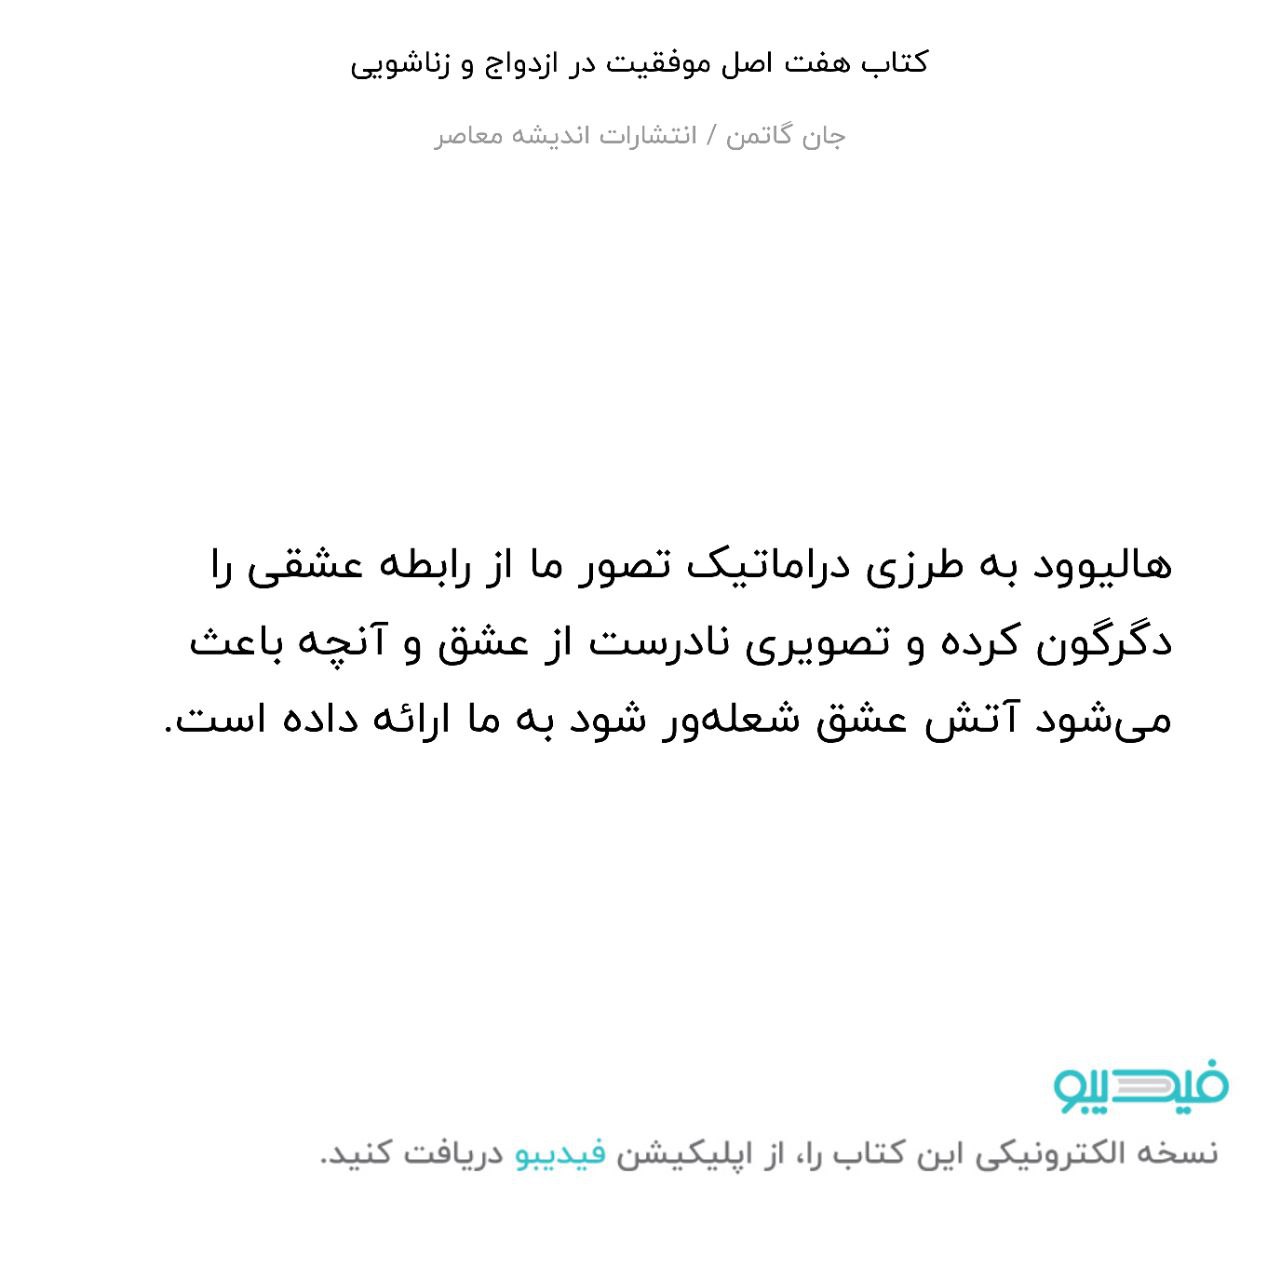 کتاب هفت اصل موفقیت در ازدواج و زناشویی
جان گاتمن / انتشارات اندیشه معاصر
هالیوود به طرزی دراماتیک تصور ما از رابطه عشقی را
دگرگون کرده و تصویری نادرست از عشق و آنچه باعث
می‌شود آتش عشق شعله‌ور شود به ما ارائه داده است.
فیدیبو
نسخه الکترونیکی این کتاب را، از اپلیکیشن فیدیبو دریافت کنید.